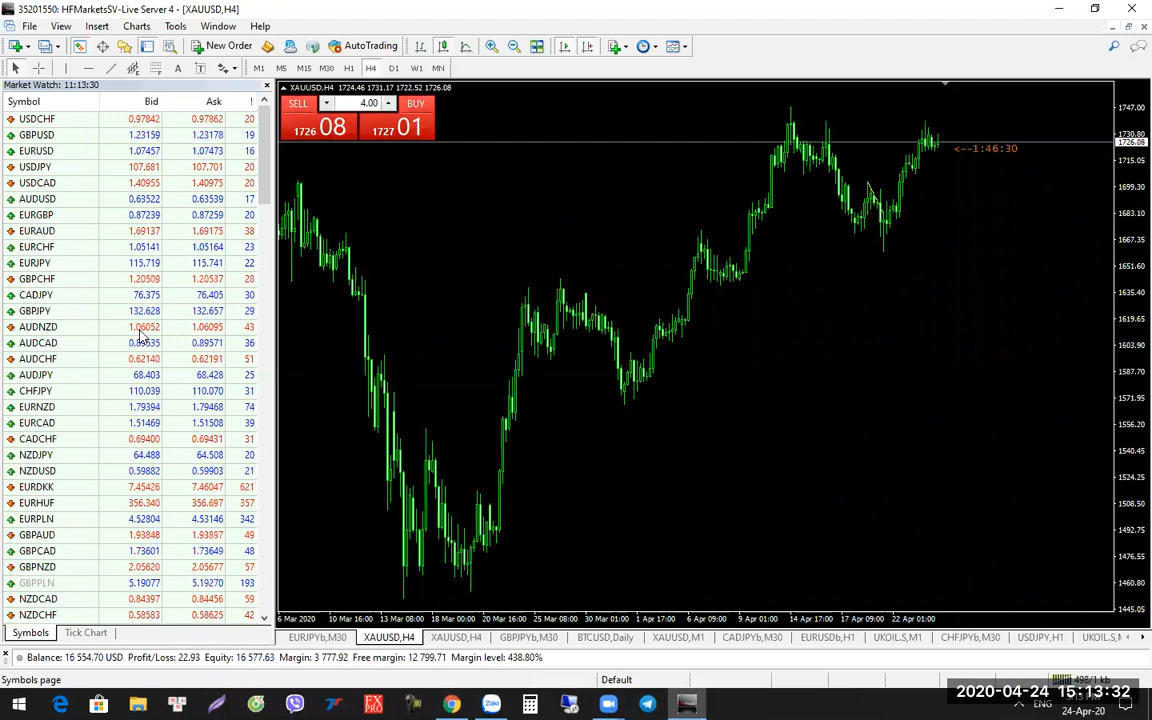 35201550: HFMarketsSV-Live Server 4 - [XAUUSD,H4]
File View Insert Charts Tools Window Help
New Order AutoTrading
A T M1 M5 M15 M30 H1 H4 D1 W1 MN
Market Watch: 11:13:30
Symbol Bid Ask !
USDCHF 0.97842 0.97862 20
GBPUSD 1.23159 1.23178 19
EURUSD 1.07457 1.07473 16
USDJPY 107.681 107.701 20
USDCAD 1.40955 1.40975 20
AUDUSD 0.63522 0.63539 17
EURGBP 0.87239 0.87259 20
EURAUD 1.69137 1.69175 38
EURCHF 1.05141 1.05164 23
EURJPY 115.719 115.741 22
GBPCHF 1.20509 1.20537 28
CADJPY 76.375 76.405 30
GBPJPY 132.628 132.657 29
AUDNZD 1.06052 1.06095 43
AUDCAD 0.89535 0.89571 36
AUDCHF 0.62140 0.62191 51
AUDJPY 68.403 68.428 25
CHFJPY 110.039 110.070 31
EURNZD 1.79394 1.79468 74
EURCAD 1.51469 1.51508 39
CADCHF 0.69400 0.69431 31
NZDJPY 64.488 64.508 20
NZDUSD 0.59882 0.59903 21
EURDKK 7.45426 7.46047 621
EURHUF 356.340 356.697 357
EURPLN 4.52804 4.53146 342
GBPAUD 1.93848 1.93897 49
GBPCAD 1.73601 1.73649 48
GBPNZD 2.05620 2.05677 57
GBPPLN 5.19077 5.19270 193
NZDCAD 0.84397 0.84456 59
NZDCHF 0.58583 0.58625 42
Symbols Tick Chart
XAUUSD,H4 1724.46 1731.17 1722.52 1726.08
SELL 4.00 BUY
1726 08 1727 01
<--1:46:30
1747.00
1730.80
1726.08
1715.05
1699.30
1683.10
1667.35
1651.60
1635.40
1619.65
1603.90
1587.70
1571.95
1556.20
1540.45
1524.25
1508.50
1492.75
1476.55
1460.80
1445.05
6 Mar 2020 10 Mar 16:00 13 Mar 08:00 18 Mar 00:00 20 Mar 16:00 25 Mar 08:00 30 Mar 01:00 1 Apr 17:00 6 Apr 09:00 9 Apr 01:00 14 Apr 17:00 17 Apr 09:00 22 Apr 01:00
EURJPYb,M30 XAUUSD,H4 XAUUSD,H4 GBPJPYb,M30 BTCUSD,Daily XAUUSD,M1 CADJPYb,M30 EURUSDb,H1 UKOIL.S,M1 CHFJPYb,M30 USDJPY,H1 UKOIL.S,M
Balance: 16 554.70 USD Profit/Loss: 22.93 Equity: 16 577.63 Margin: 3 777.92 Free margin: 12 799.71 Margin level: 438.80%
Symbols page Default 498/1 kb
2020-04-24 15:13:32
ENG
24-Apr-20